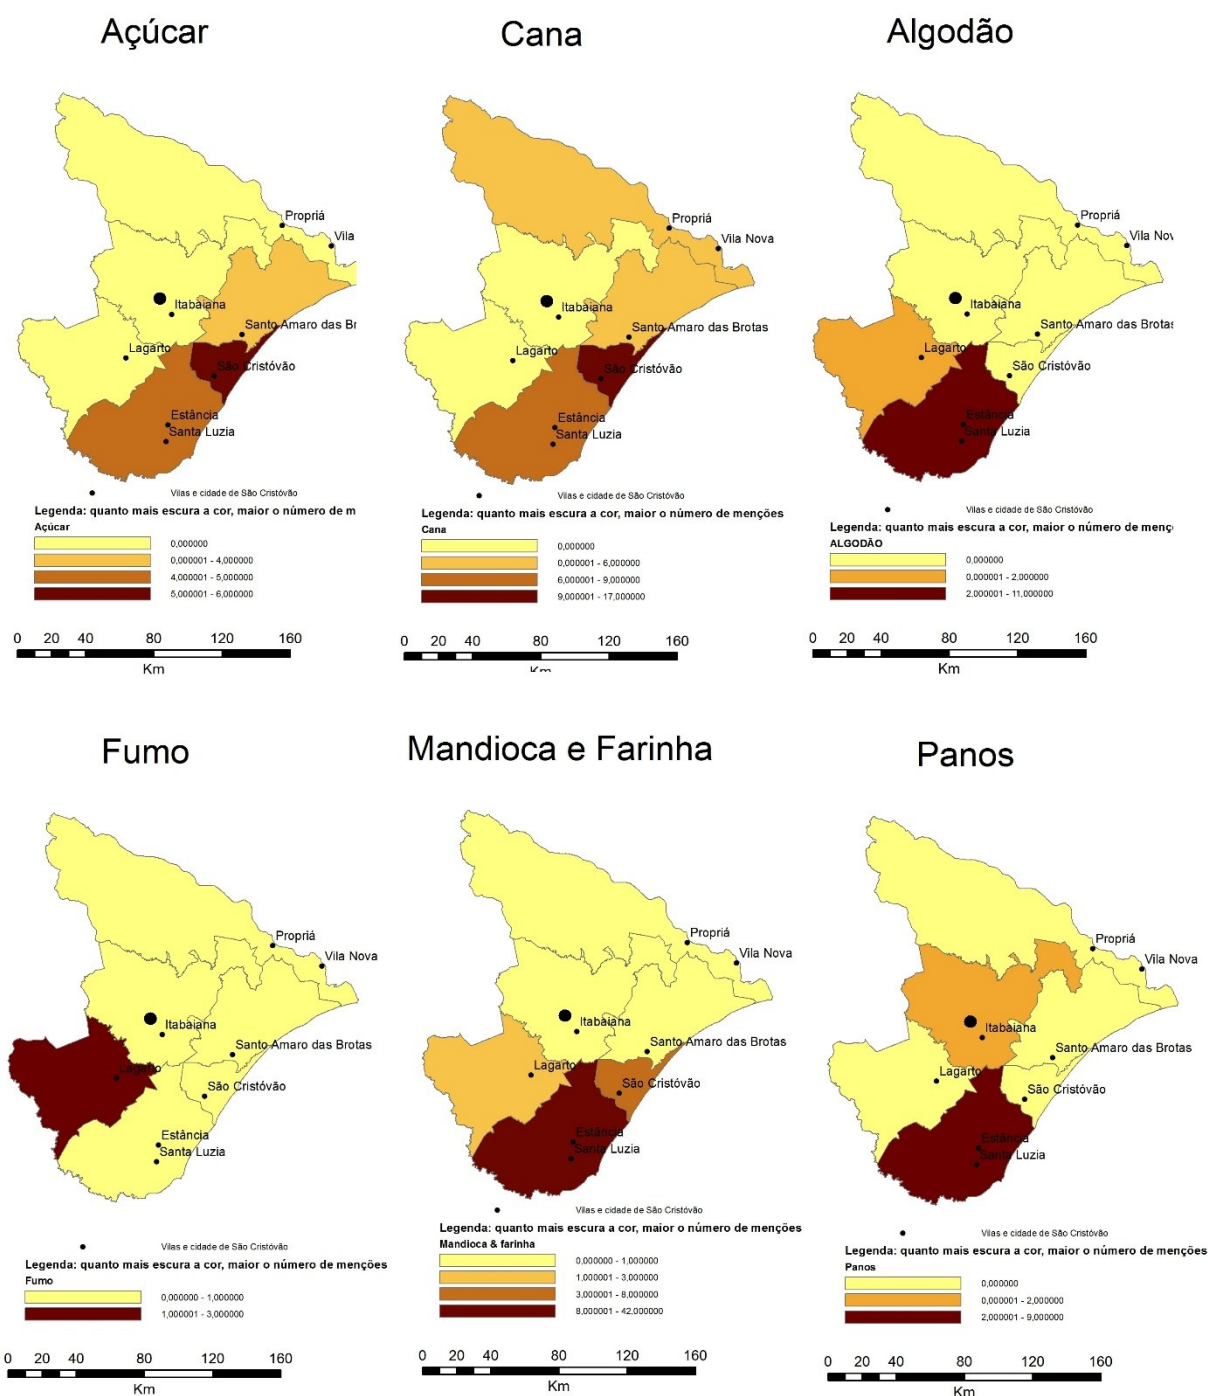 Açúcar
Propriá
Vila
Itabaiana
Santo Amaro das Br
Lagarto
São Cristóvão
Estância
Santa Luzia
Vilas e cidade de São Cristóvão
Legenda: quanto mais escura a cor, maior o número de m
Açúcar
0,000000
0,000001 - 4,000000
4,000001 - 5,000000
5,000001 - 6,000000
0 20 40 80 120 160
Km
Cana
Propriá
Vila Nova
Itabaiana
Santo Amaro das Brotas
Lagarto
São Cristóvão
Estância
Santa Luzia
Vilas e cidade de São Cristóvão
Legenda: quanto mais escura a cor, maior o número de menções
Cana
0,000000
0,000001 - 6,000000
6,000001 - 9,000000
9,000001 - 17,000000
0 20 40 80 120 160
Km
Algodão
Propriá
Vila Nov
Itabaiana
Santo Amaro das Brotas
Lagarto
São Cristóvão
Estância
Santa Luzia
Vilas e cidade de São Cristóvão
Legenda: quanto mais escura a cor, maior o número de menç
ALGODÃO
0,000000
0,000001 - 2,000000
2,000001 - 11,000000
0 20 40 80 120 160
Km
Fumo
Propriá
Vila Nova
Itabaiana
Santo Amaro das Brotas
Lagarto
São Cristóvão
Estância
Santa Luzia
Vilas e cidade de São Cristóvão
Legenda: quanto mais escura a cor, maior o número de menções
Fumo
0,000000 - 1,000000
1,000001 - 3,000000
0 20 40 80 120 160
Km
Mandioca e Farinha
Propriá
Vila Nova
Itabaiana
Santo Amaro das Brotas
Lagarto
São Cristóvão
Estância
Santa Luzia
Vilas e cidade de São Cristóvão
Legenda: quanto mais escura a cor, maior o número de menções
Mandioca & farinha
0,000000 - 1,000000
1,000001 - 3,000000
3,000001 - 8,000000
8,000001 - 42,000000
0 20 40 80 120 160
Km
Panos
Propriá
Vila Nova
Itabaiana
Santo Amaro das Brotas
Lagarto
São Cristóvão
Estância
Santa Luzia
Vilas e cidade de São Cristóvão
Legenda: quanto mais escura a cor, maior o número de menções
Panos
0,000000
0,000001 - 2,000000
2,000001 - 9,000000
0 20 40 80 120 160
Km